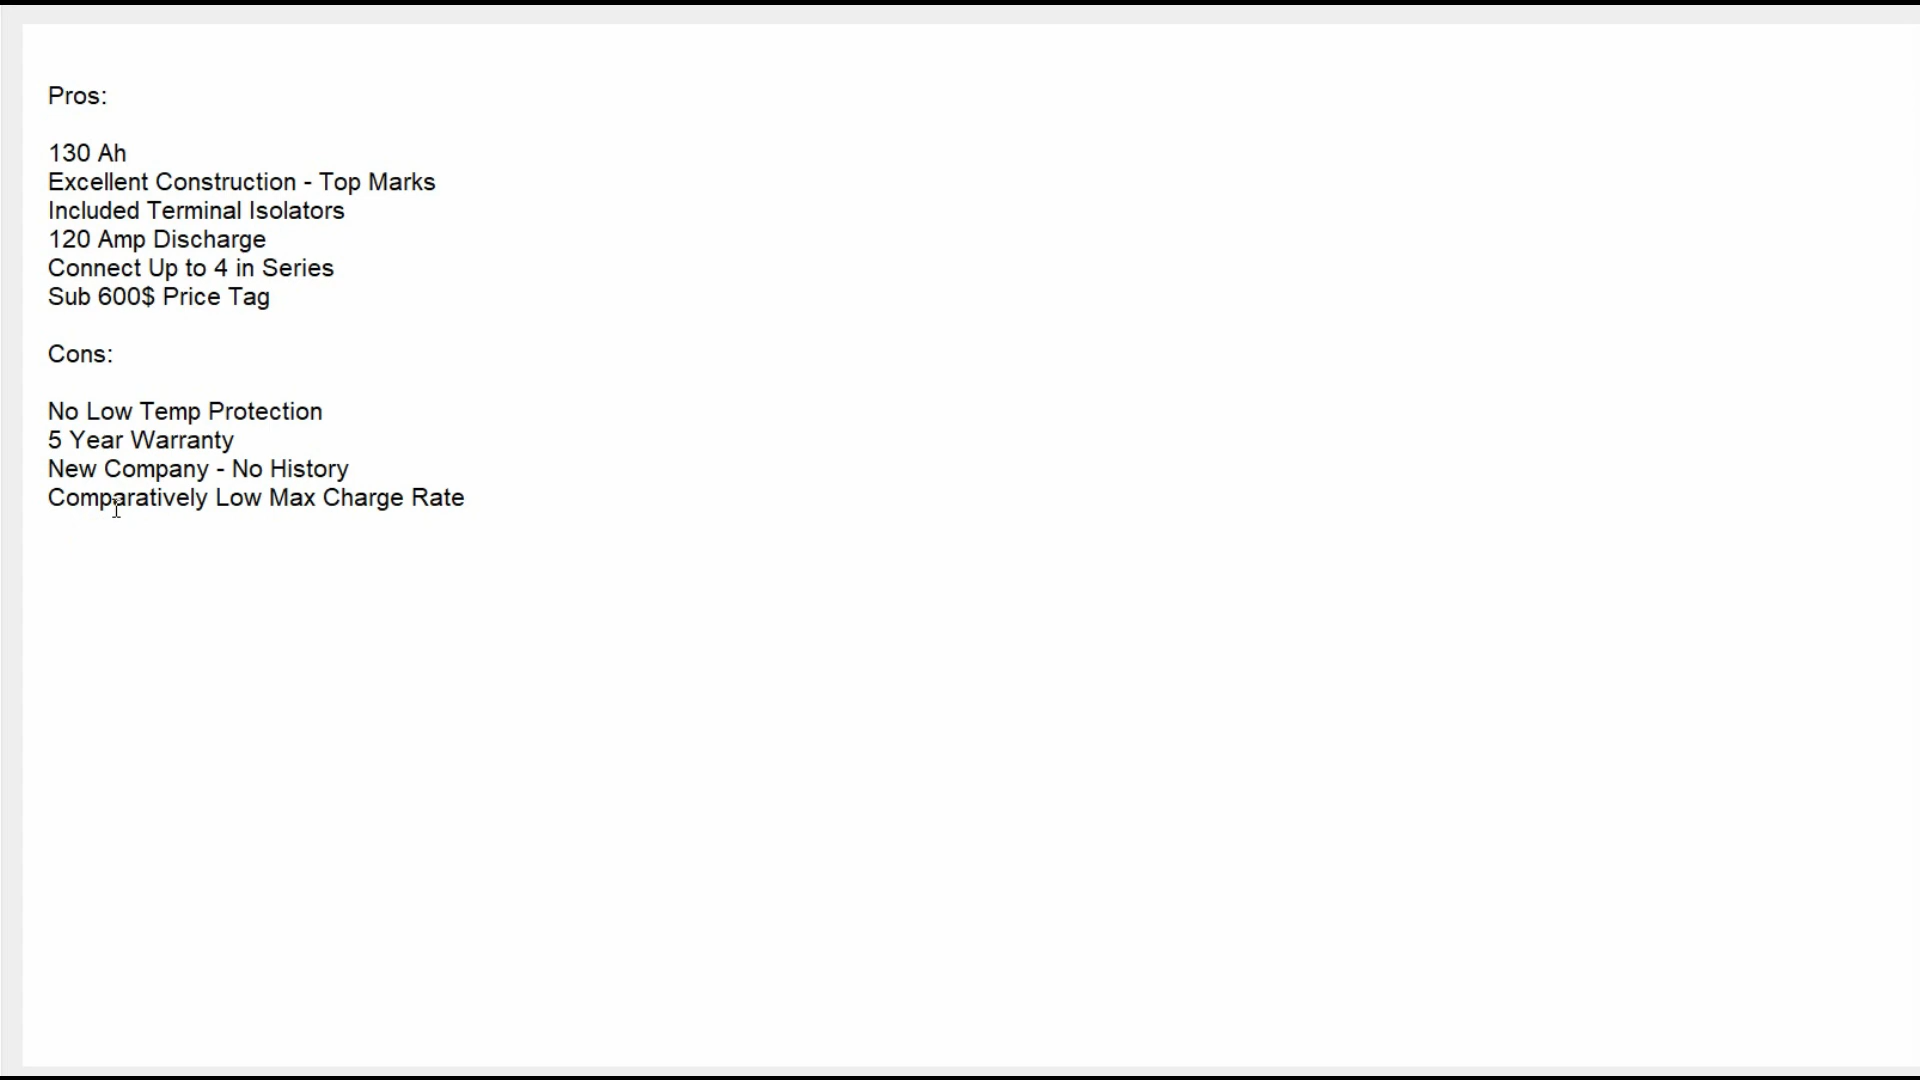 Pros:
130 Ah
Excellent Construction - Top Marks
Included Terminal Isolators
120 Amp Discharge
Connect Up to 4 in Series
Sub 600$ Price Tag
Cons:
No Low Temp Protection
5 Year Warranty
New Company - No History
Comparatively Low Max Charge Rate